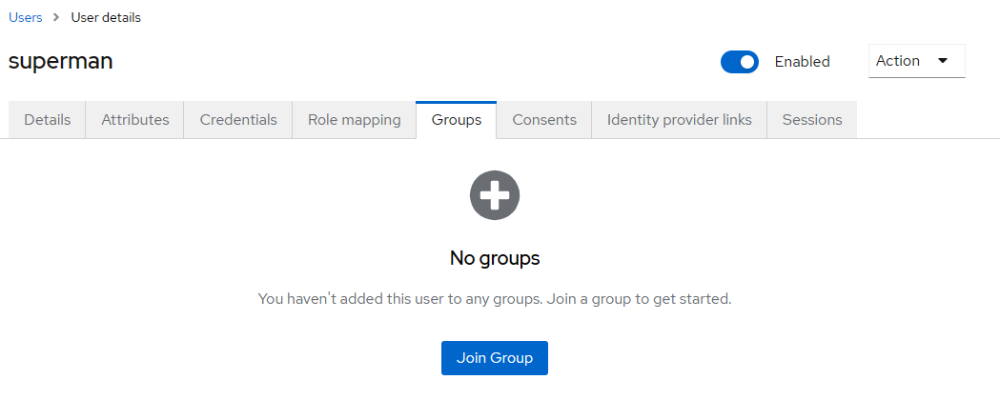 Users > User details
superman
Enabled
Action
Details Attributes Credentials Role mapping Groups Consents Identity provider links Sessions
No groups
You haven't added this user to any groups. Join a group to get started.
Join Group